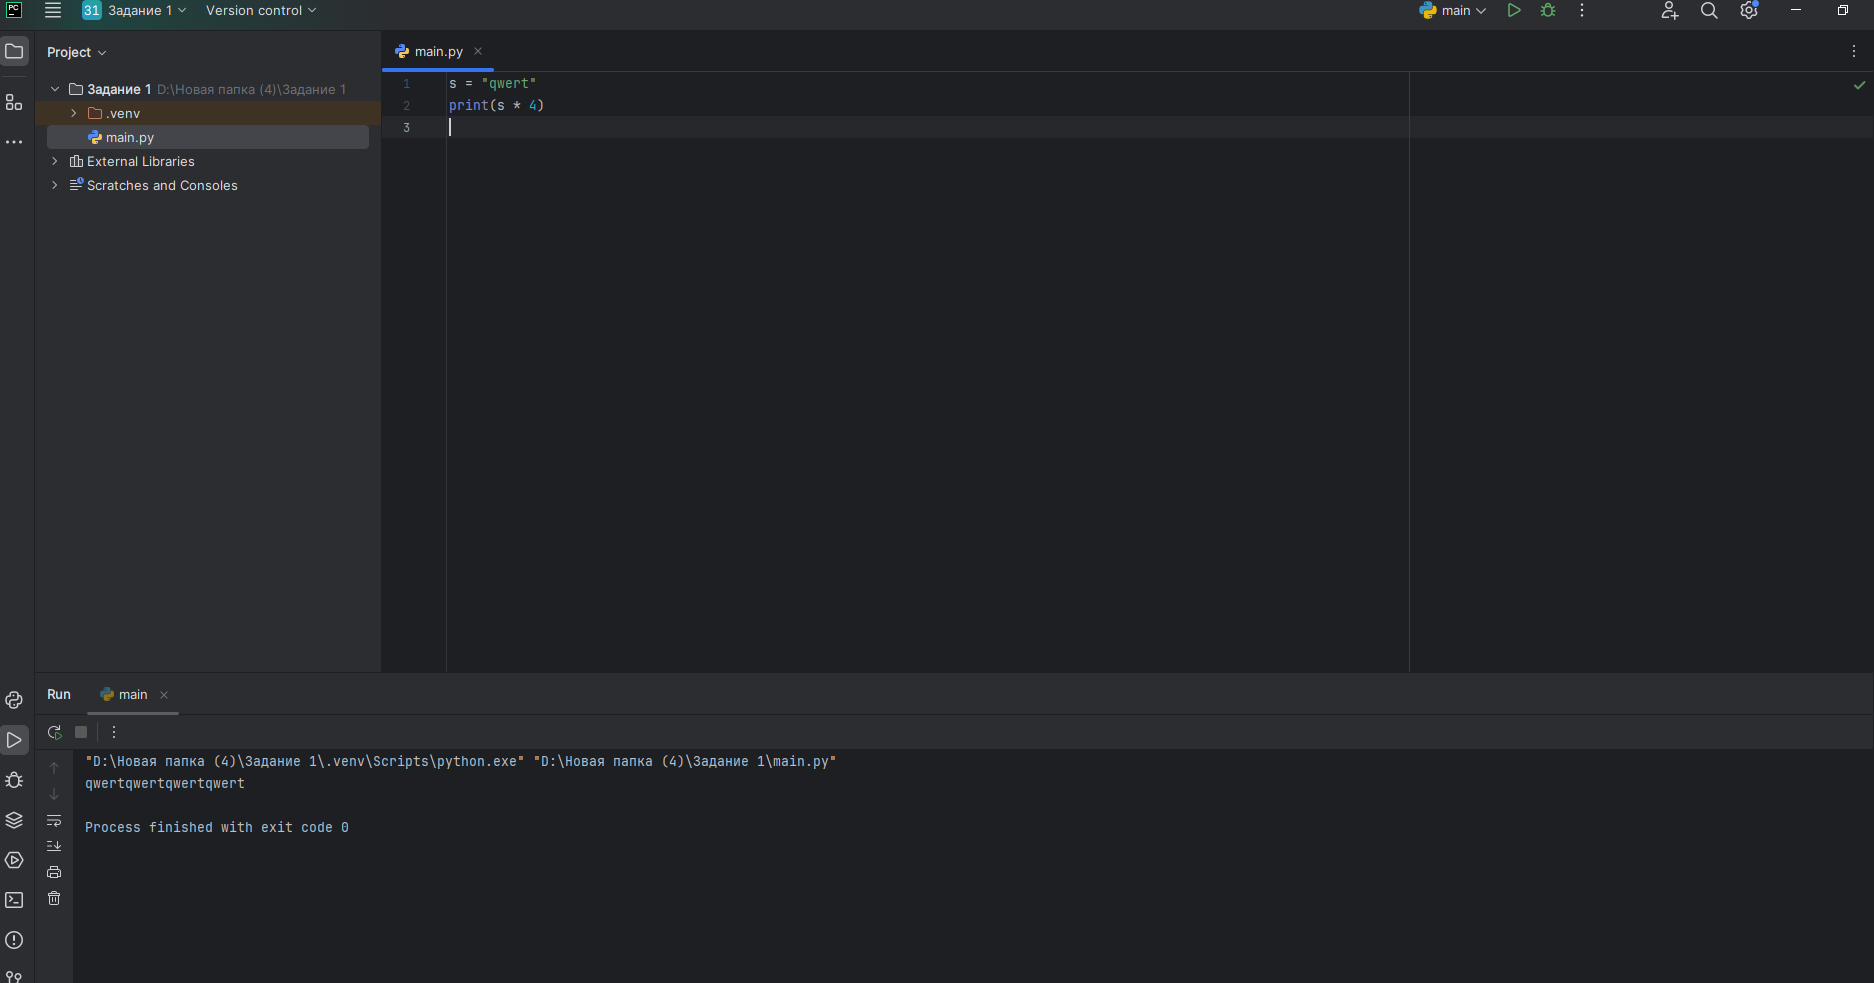 PC
31 Задание 1
Version control
main
Project
main.py
Задание 1 D:\Новая папка (4)\Задание 1
.venv
main.py
External Libraries
Scratches and Consoles
1 s = "qwert"
2 print(s * 4)
3
Run main
"D:\Новая папка (4)\Задание 1\.venv\Scripts\python.exe" "D:\Новая папка (4)\Задание 1\main.py"
qwertqwertqwertqwert
Process finished with exit code 0